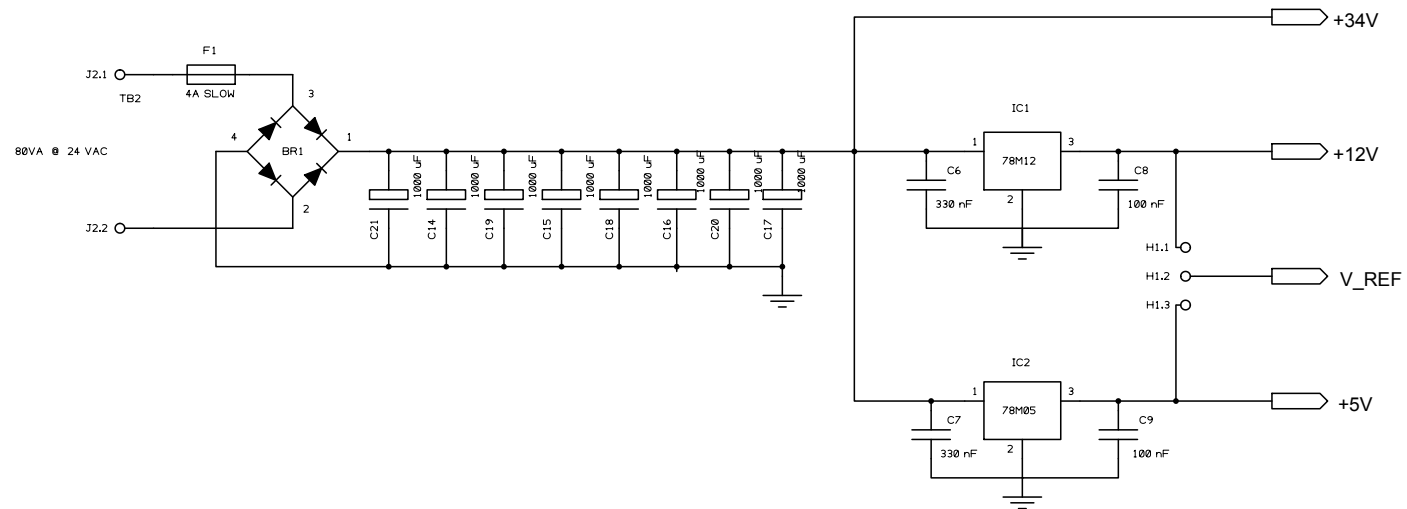 +34V
F1
J2.1
TB2
4A SLOW
3
IC1
80VA @ 24 VAC
4
BR1
1
2
J2.2
1000 uF
1000 uF
1000 uF
1000 uF
1000 uF
1000 uF
1000 uF
1000 uF
C21
C14
C19
C15
C18
C16
C20
C17
1
78M12
3
+12V
C6
330 nF
2
C8
100 nF
H1.1
H1.2
V_REF
H1.3
IC2
1
78M05
3
+5V
C7
330 nF
2
C9
100 nF